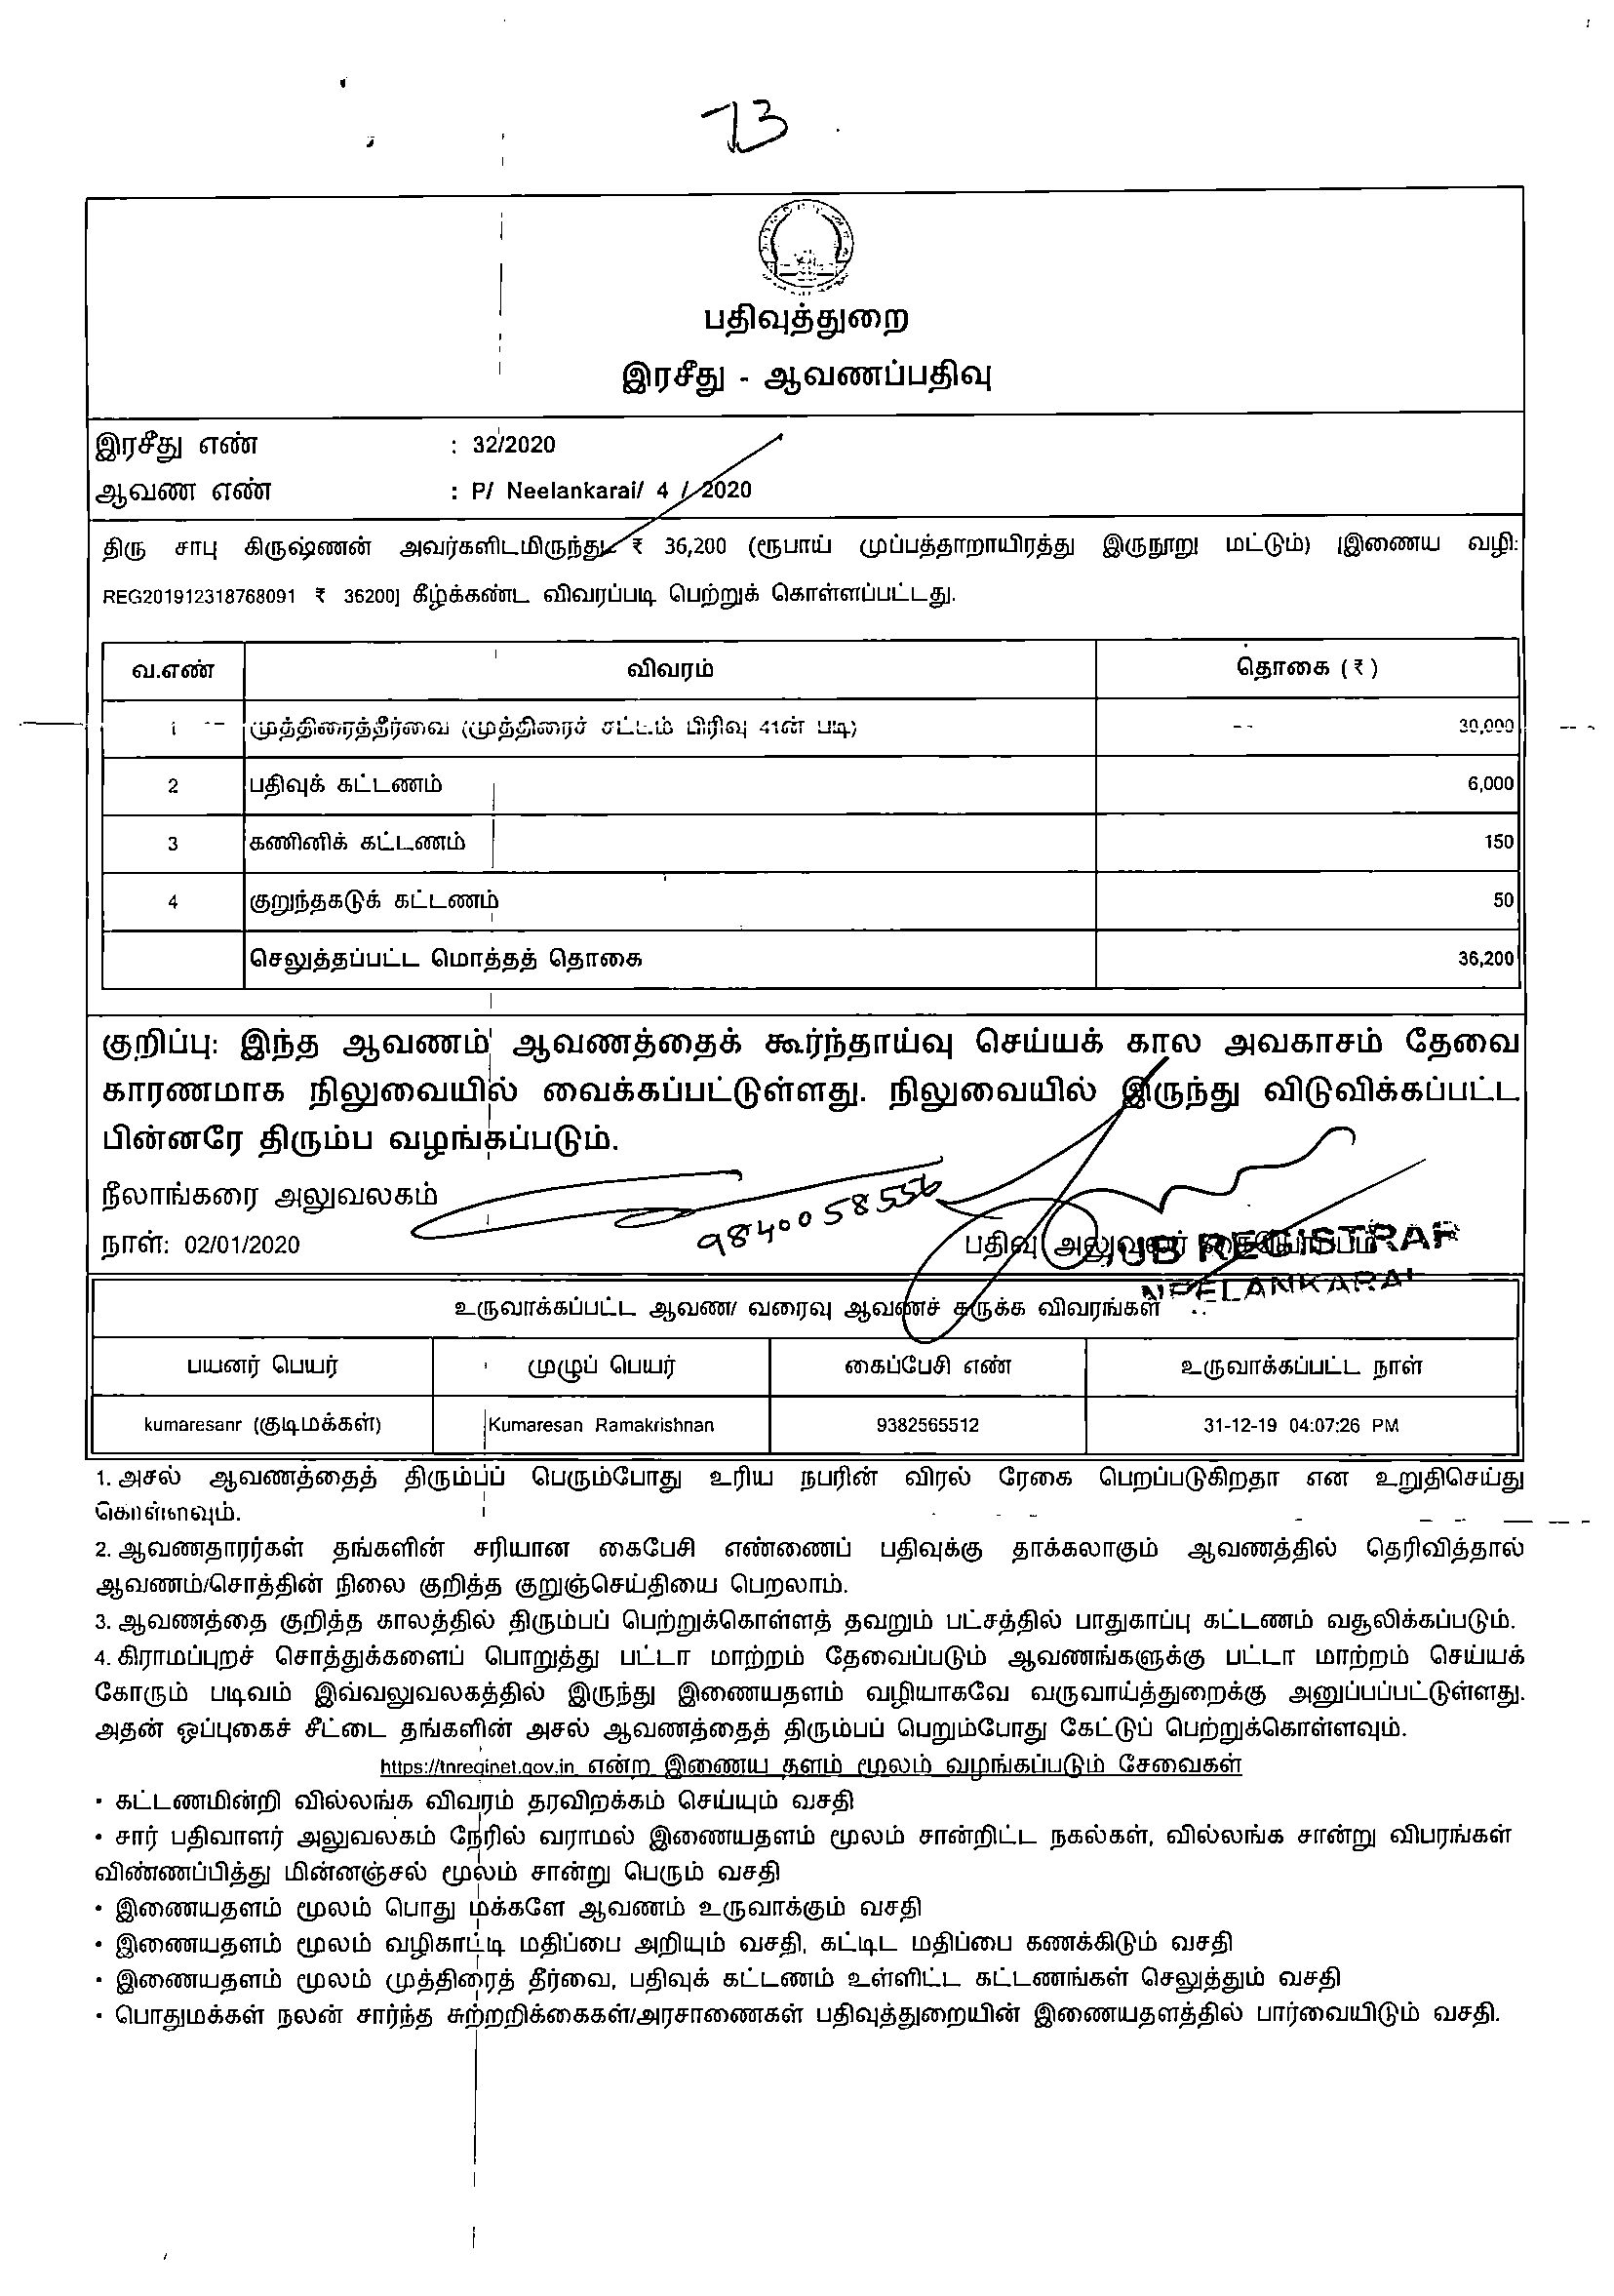 73
பதிவுத்துறை
இரசீது - ஆவணப்பதிவு
இரசீது எண் : 32/2020
ஆவண எண் : P/ Neelankarai/ 4 / 2020
திரு சாபு கிருஷ்ணன் அவர்களிடமிருந்து ₹ 36,200 (ரூபாய் முப்பத்தாறாயிரத்து இருநூறு மட்டும்) [இணைய வழி:
REG201912318768091 ₹ 36200] கீழ்க்கண்ட விவரப்படி பெற்றுக் கொள்ளப்பட்டது.
வ.எண் விவரம் தொகை (₹)
1 முத்திரைத்தீர்வை (முத்திரைச் சட்டம் பிரிவு 41ன் படி) 30,000
2 பதிவுக் கட்டணம் 6,000
3 கணினிக் கட்டணம் 150
4 குறுந்தகடுக் கட்டணம் 50
செலுத்தப்பட்ட மொத்தத் தொகை 36,200
குறிப்பு: இந்த ஆவணம் ஆவணத்தைக் கூர்ந்தாய்வு செய்யக் கால அவகாசம் தேவை
காரணமாக நிலுவையில் வைக்கப்பட்டுள்ளது. நிலுவையில் இருந்து விடுவிக்கப்பட்ட
பின்னரே திரும்ப வழங்கப்படும்.
நீலாங்கரை அலுவலகம்
9840058556
நாள்: 02/01/2020 பதிவு அலுவலர் கையொப்பம்
SUB REGISTRAR
NEELANKARAI
உருவாக்கப்பட்ட ஆவண/ வரைவு ஆவணச் சுருக்க விவரங்கள்
பயனர் பெயர் முழுப் பெயர் கைப்பேசி எண் உருவாக்கப்பட்ட நாள்
kumaresanr (குடிமக்கள்) Kumaresan Ramakrishnan 9382565512 31-12-19 04:07:26 PM
1. அசல் ஆவணத்தைத் திரும்பப் பெரும்போது உரிய நபரின் விரல் ரேகை பெறப்படுகிறதா என உறுதிசெய்து
கொள்ளவும்.
2. ஆவணதாரர்கள் தங்களின் சரியான கைபேசி எண்ணைப் பதிவுக்கு தாக்கலாகும் ஆவணத்தில் தெரிவித்தால்
ஆவணம்/சொத்தின் நிலை குறித்த குறுஞ்செய்தியை பெறலாம்.
3. ஆவணத்தை குறித்த காலத்தில் திரும்பப் பெற்றுக்கொள்ளத் தவறும் பட்சத்தில் பாதுகாப்பு கட்டணம் வசூலிக்கப்படும்.
4. கிராமப்புறச் சொத்துக்களைப் பொறுத்து பட்டா மாற்றம் தேவைப்படும் ஆவணங்களுக்கு பட்டா மாற்றம் செய்யக்
கோரும் படிவம் இவ்வலுவலகத்தில் இருந்து இணையதளம் வழியாகவே வருவாய்த்துறைக்கு அனுப்பப்பட்டுள்ளது.
அதன் ஒப்புகைச் சீட்டை தங்களின் அசல் ஆவணத்தைத் திரும்பப் பெறும்போது கேட்டுப் பெற்றுக்கொள்ளவும்.
https://tnreginet.gov.in என்ற இணைய தளம் மூலம் வழங்கப்படும் சேவைகள்
• கட்டணமின்றி வில்லங்க விவரம் தரவிறக்கம் செய்யும் வசதி
• சார் பதிவாளர் அலுவலகம் நேரில் வராமல் இணையதளம் மூலம் சான்றிட்ட நகல்கள், வில்லங்க சான்று விபரங்கள்
விண்ணப்பித்து மின்னஞ்சல் மூலம் சான்று பெரும் வசதி
• இணையதளம் மூலம் பொது மக்களே ஆவணம் உருவாக்கும் வசதி
• இணையதளம் மூலம் வழிகாட்டி மதிப்பை அறியும் வசதி, கட்டிட மதிப்பை கணக்கிடும் வசதி
• இணையதளம் மூலம் முத்திரைத் தீர்வை, பதிவுக் கட்டணம் உள்ளிட்ட கட்டணங்கள் செலுத்தும் வசதி
• பொதுமக்கள் நலன் சார்ந்த சுற்றறிக்கைகள்/அரசாணைகள் பதிவுத்துறையின் இணையதளத்தில் பார்வையிடும் வசதி.